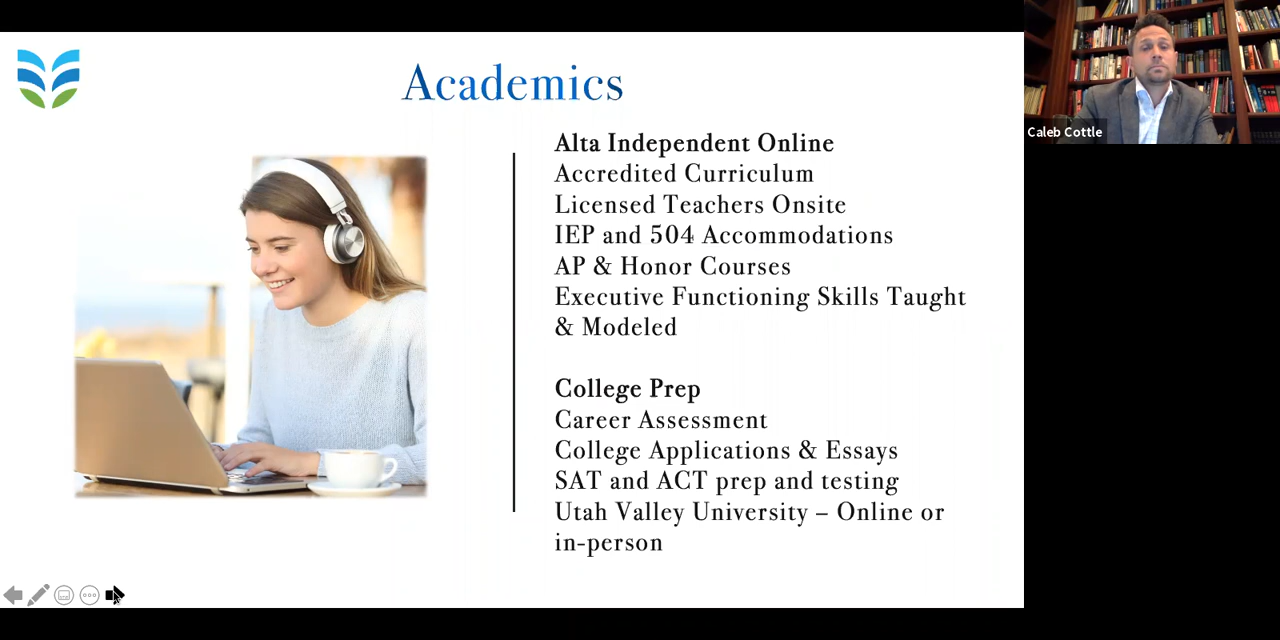 Academics
Alta Independent Online
Accredited Curriculum
Licensed Teachers Onsite
IEP and 504 Accommodations
AP & Honor Courses
Executive Functioning Skills Taught
& Modeled
College Prep
Career Assessment
College Applications & Essays
SAT and ACT prep and testing
Utah Valley University – Online or
in-person
Caleb Cottle